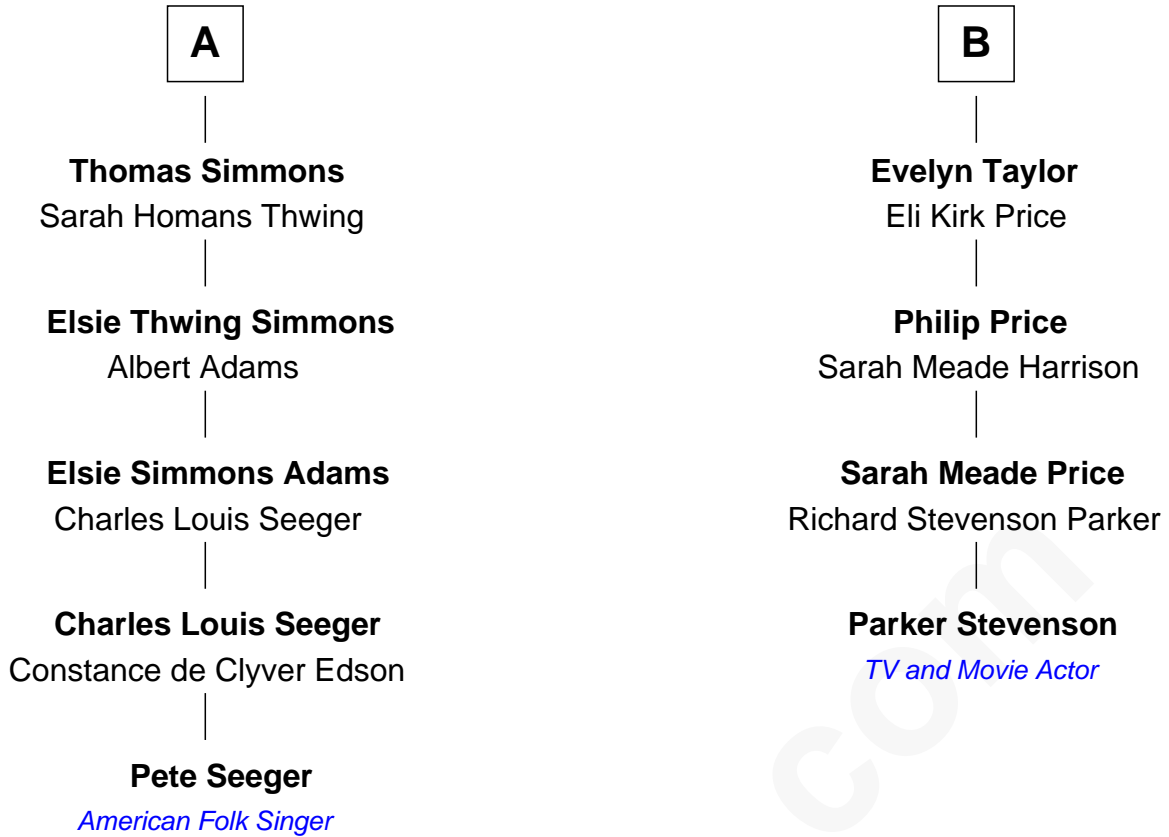 A
Thomas Simmons
Sarah Homans Thwing
Elsie Thwing Simmons
Albert Adams
Elsie Simmons Adams
Charles Louis Seeger
Charles Louis Seeger
Constance de Clyver Edson
Pete Seeger
American Folk Singer
B
Evelyn Taylor
Eli Kirk Price
Philip Price
Sarah Meade Harrison
Sarah Meade Price
Richard Stevenson Parker
Parker Stevenson
TV and Movie Actor
com